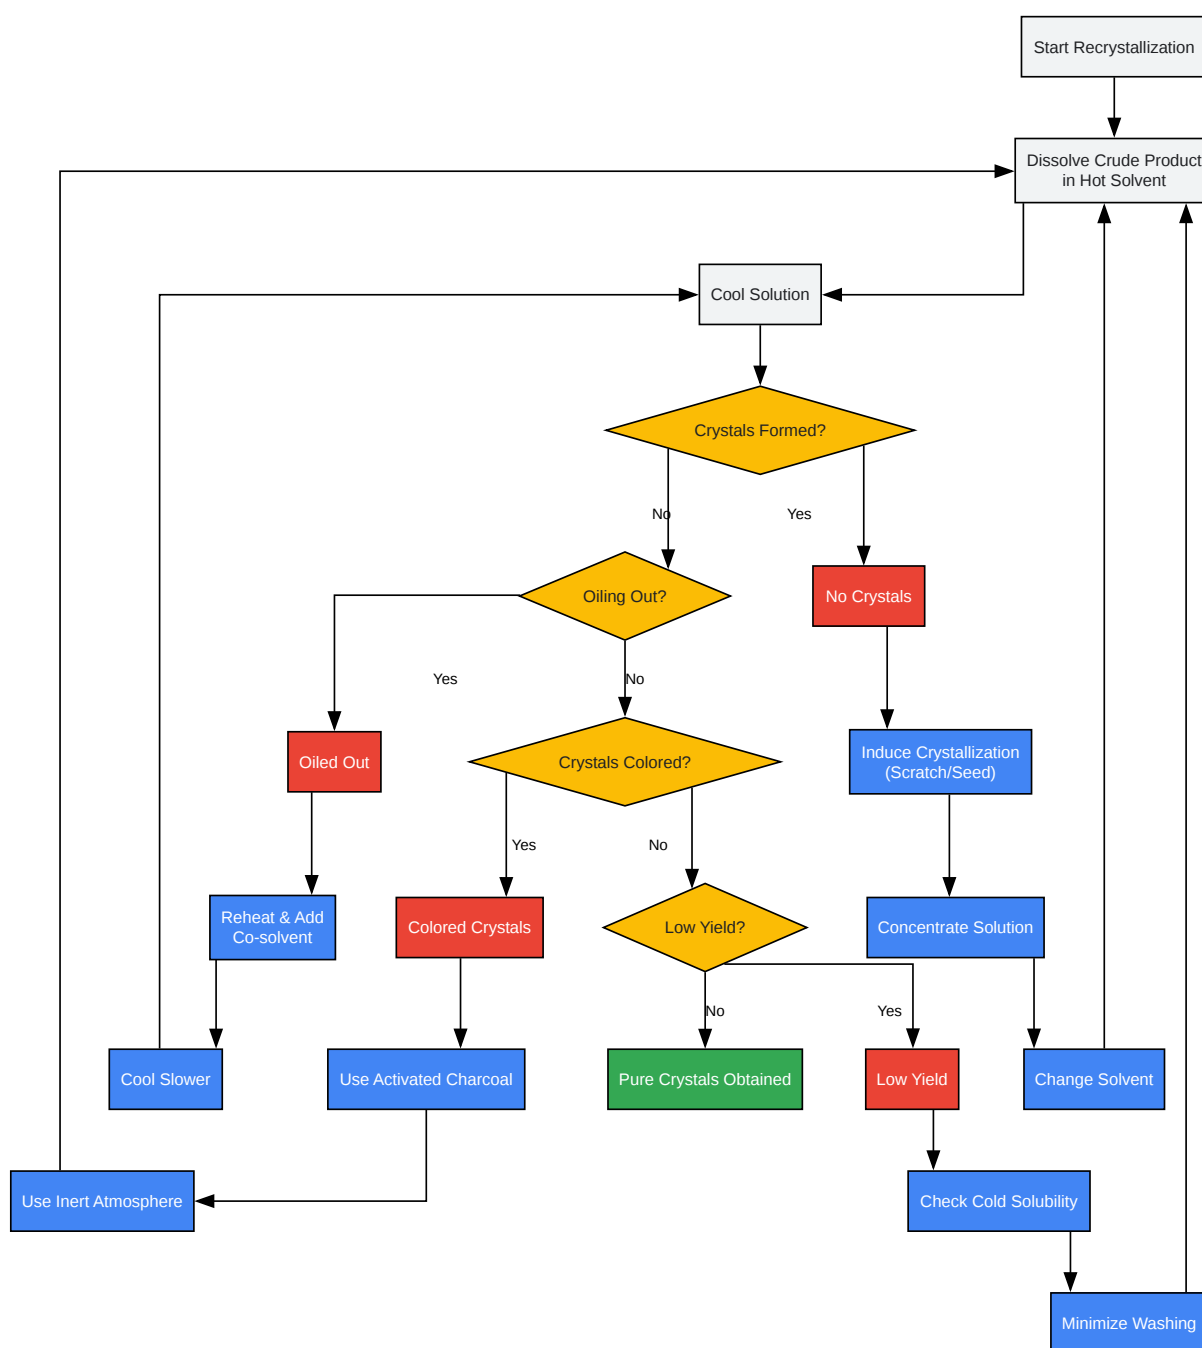 Start Recrystallization
Dissolve Crude Product
in Hot Solvent
Cool Solution
Crystals Formed?
No
Yes
Oiling Out?
No Crystals
Yes
No
Oiled Out
Crystals Colored?
Induce Crystallization
(Scratch/Seed)
Yes
No
Reheat & Add
Co-solvent
Colored Crystals
Low Yield?
Concentrate Solution
No
Yes
Cool Slower
Use Activated Charcoal
Pure Crystals Obtained
Low Yield
Change Solvent
Use Inert Atmosphere
Check Cold Solubility
Minimize Washing